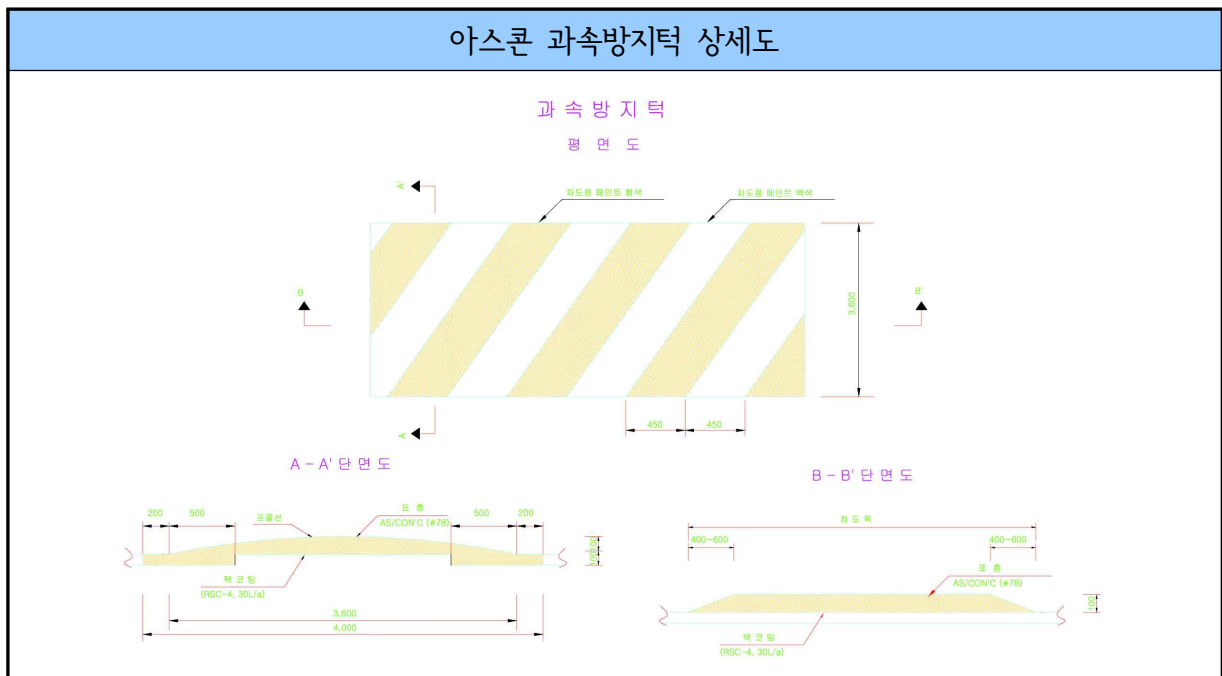 아스콘 과속방지턱 상세도
과 속 방 지 턱
평 면 도
A'
차도용 페인트 황색
차도용 페인트 백색
B
B'
3,600
A
450
450
A - A' 단 면 도
B - B' 단 면 도
200
500
포물선
표 층
AS/CON'C (#78)
500
200
100
100
택 코 팅
(RSC-4, 30L/a)
3,600
4,000
차 도 폭
400~600
400~600
표 층
AS/CON'C (#78)
100
택 코 팅
(RSC-4, 30L/a)